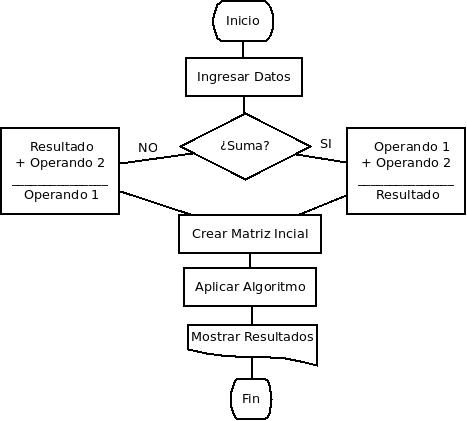 Inicio
Ingresar Datos
¿Suma?
NO
SI
Resultado
+ Operando 2
Operando 1
Operando 1
+ Operando 2
Resultado
Crear Matriz Incial
Aplicar Algoritmo
Mostrar Resultados
Fin